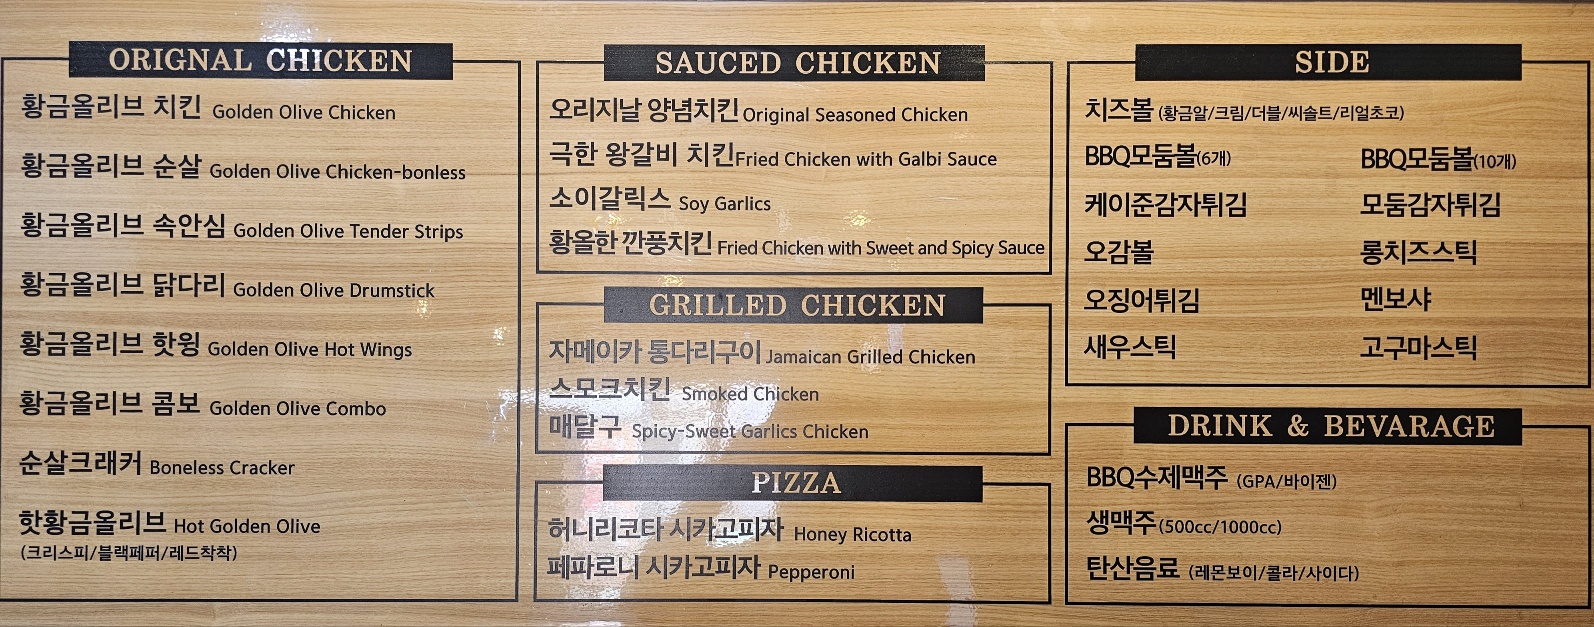 ORIGNAL CHICKEN
황금올리브 치킨 Golden Olive Chicken
황금올리브 순살 Golden Olive Chicken-bonless
황금올리브 속안심 Golden Olive Tender Strips
황금올리브 닭다리 Golden Olive Drumstick
황금올리브 핫윙 Golden Olive Hot Wings
황금올리브 콤보 Golden Olive Combo
순살크래커 Boneless Cracker
핫황금올리브 Hot Golden Olive
(크리스피/블랙페퍼/레드착착)
SAUCED CHICKEN
오리지날 양념치킨 Original Seasoned Chicken
극한 왕갈비 치킨 Fried Chicken with Galbi Sauce
소이갈릭스 Soy Garlics
황올한 깐풍치킨 Fried Chicken with Sweet and Spicy Sauce
GRILLED CHICKEN
자메이카 통다리구이 Jamaican Grilled Chicken
스모크치킨 Smoked Chicken
매달구 Spicy-Sweet Garlics Chicken
PIZZA
허니리코타 시카고피자 Honey Ricotta
페파로니 시카고피자 Pepperoni
SIDE
치즈볼 (황금알/크림/더블/씨솔트/리얼초코)
BBQ모둠볼(6개) BBQ모둠볼(10개)
케이준감자튀김 모둠감자튀김
오감볼 롱치즈스틱
오징어튀김 멘보샤
새우스틱 고구마스틱
DRINK & BEVARAGE
BBQ수제맥주 (GPA/바이젠)
생맥주(500cc/1000cc)
탄산음료 (레몬보이/콜라/사이다)